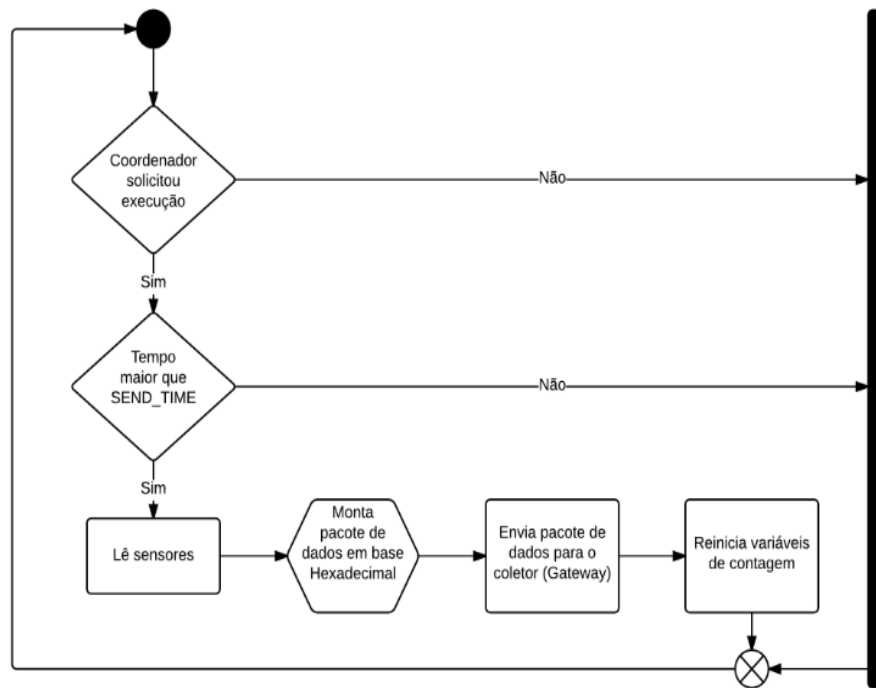 Coordenador
solicitou
execução
Não
Sim
Tempo
maior que
SEND_TIME
Não
Sim
Lê sensores
Monta
pacote de
dados em base
Hexadecimal
Envia pacote de
dados para o
coletor (Gateway)
Reinicia variáveis
de contagem